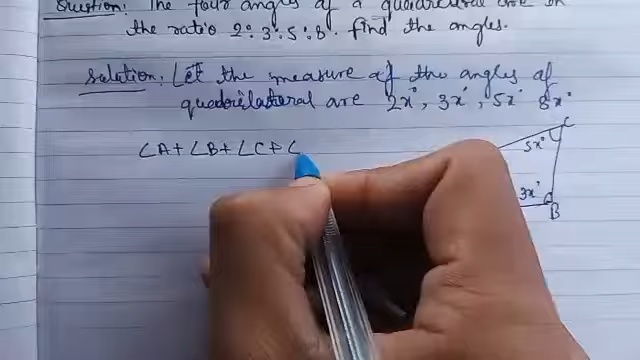 Question: The four angles of a quadrilateral are in
the ratio 2:3:5:8. find the angles.
Solution: Let the measure of the angles of
quadrilateral are 2x°, 3x°, 5x° 8x°
∠A+∠B+∠C+∠
C
5x°
3x°
B